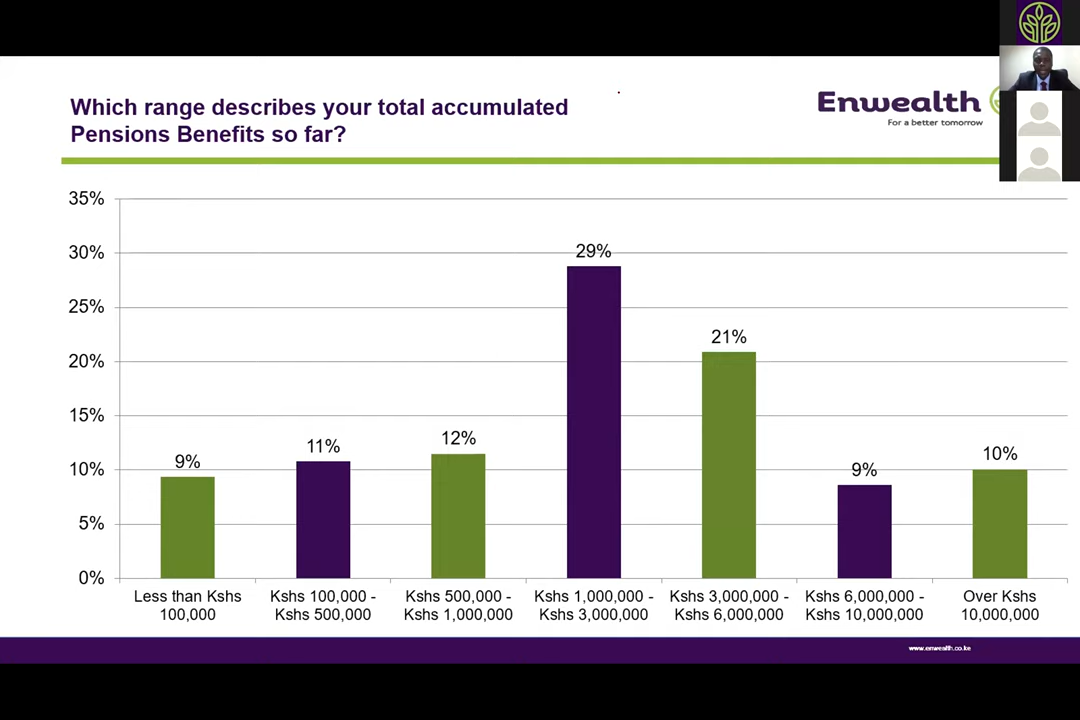 Which range describes your total accumulated
Pensions Benefits so far?
Enwealth
For a better tomorrow
35%
30%
25%
20%
15%
10%
5%
0%
9%
11%
12%
29%
21%
9%
10%
Less than Kshs
100,000
Kshs 100,000 -
Kshs 500,000
Kshs 500,000 -
Kshs 1,000,000
Kshs 1,000,000 -
Kshs 3,000,000
Kshs 3,000,000 -
Kshs 6,000,000
Kshs 6,000,000 -
Kshs 10,000,000
Over Kshs
10,000,000
www.enwealth.co.ke